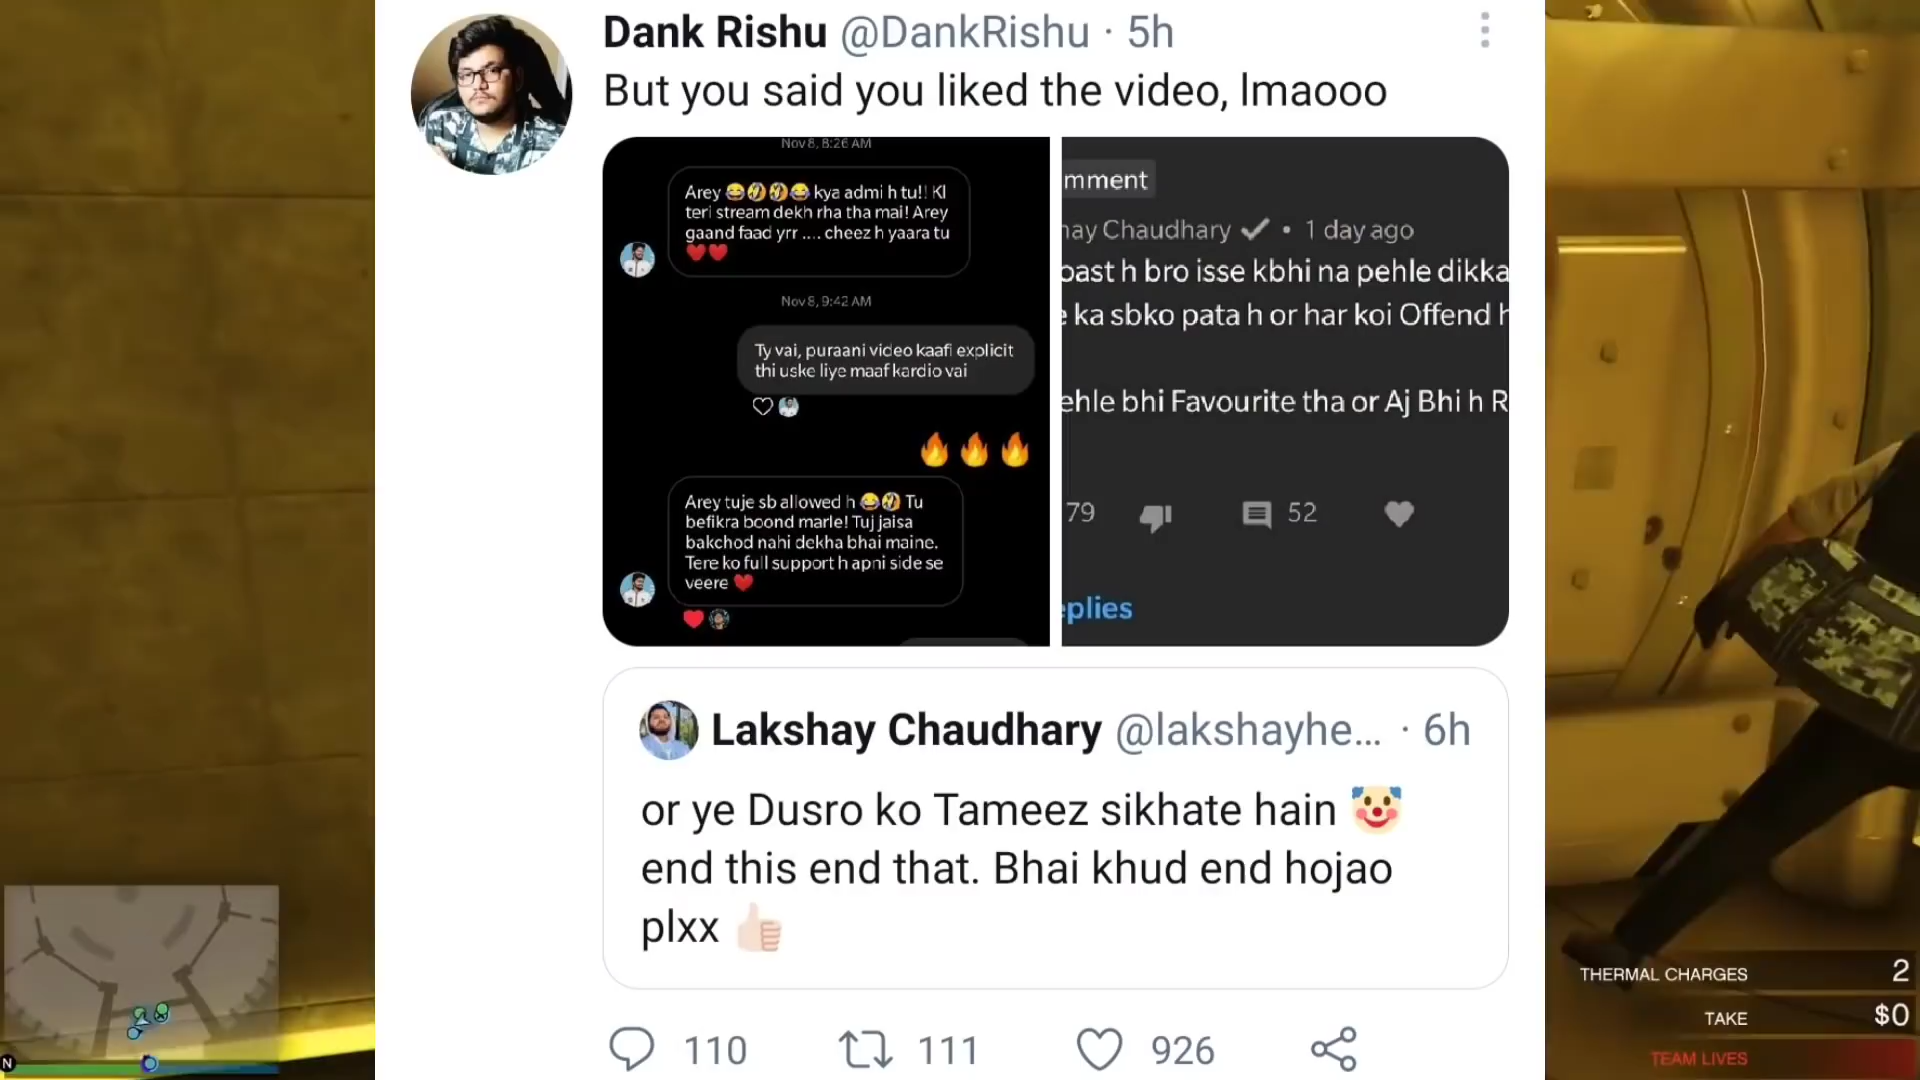 Dank Rishu @DankRishu · 5h
But you said you liked the video, lmaooo
Nov 8, 8:26 AM
Arey 😂🤣🤣😂 kya admi h tu!! Kl
teri stream dekh rha tha mai! Arey
gaand faad yrr .... cheez h yaara tu
❤️❤️
Nov 8, 9:42 AM
Ty vai, puraani video kaafi explicit
thi uske liye maaf kardio vai
🔥🔥🔥
Arey tuje sb allowed h 😂🤣 Tu
befikra boond marle! Tuj jaisa
bakchod nahi dekha bhai maine.
Tere ko full support h apni side se
veere ❤️
mment
hay Chaudhary ✓ • 1 day ago
oast h bro isse kbhi na pehle dikka
e ka sbko pata h or har koi Offend h
ehle bhi Favourite tha or Aj Bhi h R
79 52
eplies
Lakshay Chaudhary @lakshayhe... · 6h
or ye Dusro ko Tameez sikhate hain 🤡
end this end that. Bhai khud end hojao
plxx 👍🏻
110 111 926
N
THERMAL CHARGES 2
TAKE $0
TEAM LIVES